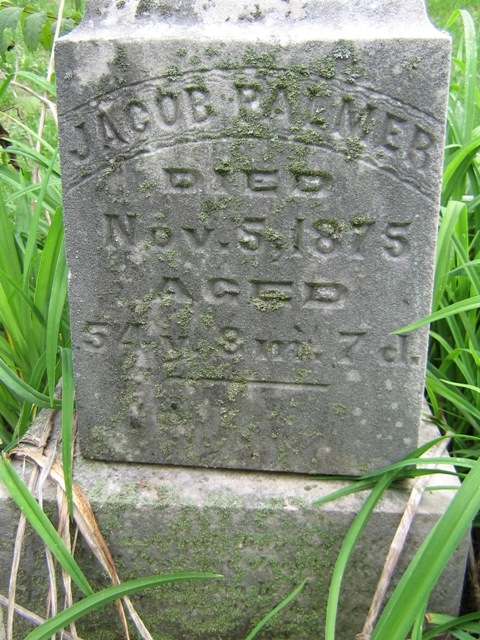 JACOB PALMER
DIED
Nov. 5, 1875
AGED
54 y. 8 m. 7 d.